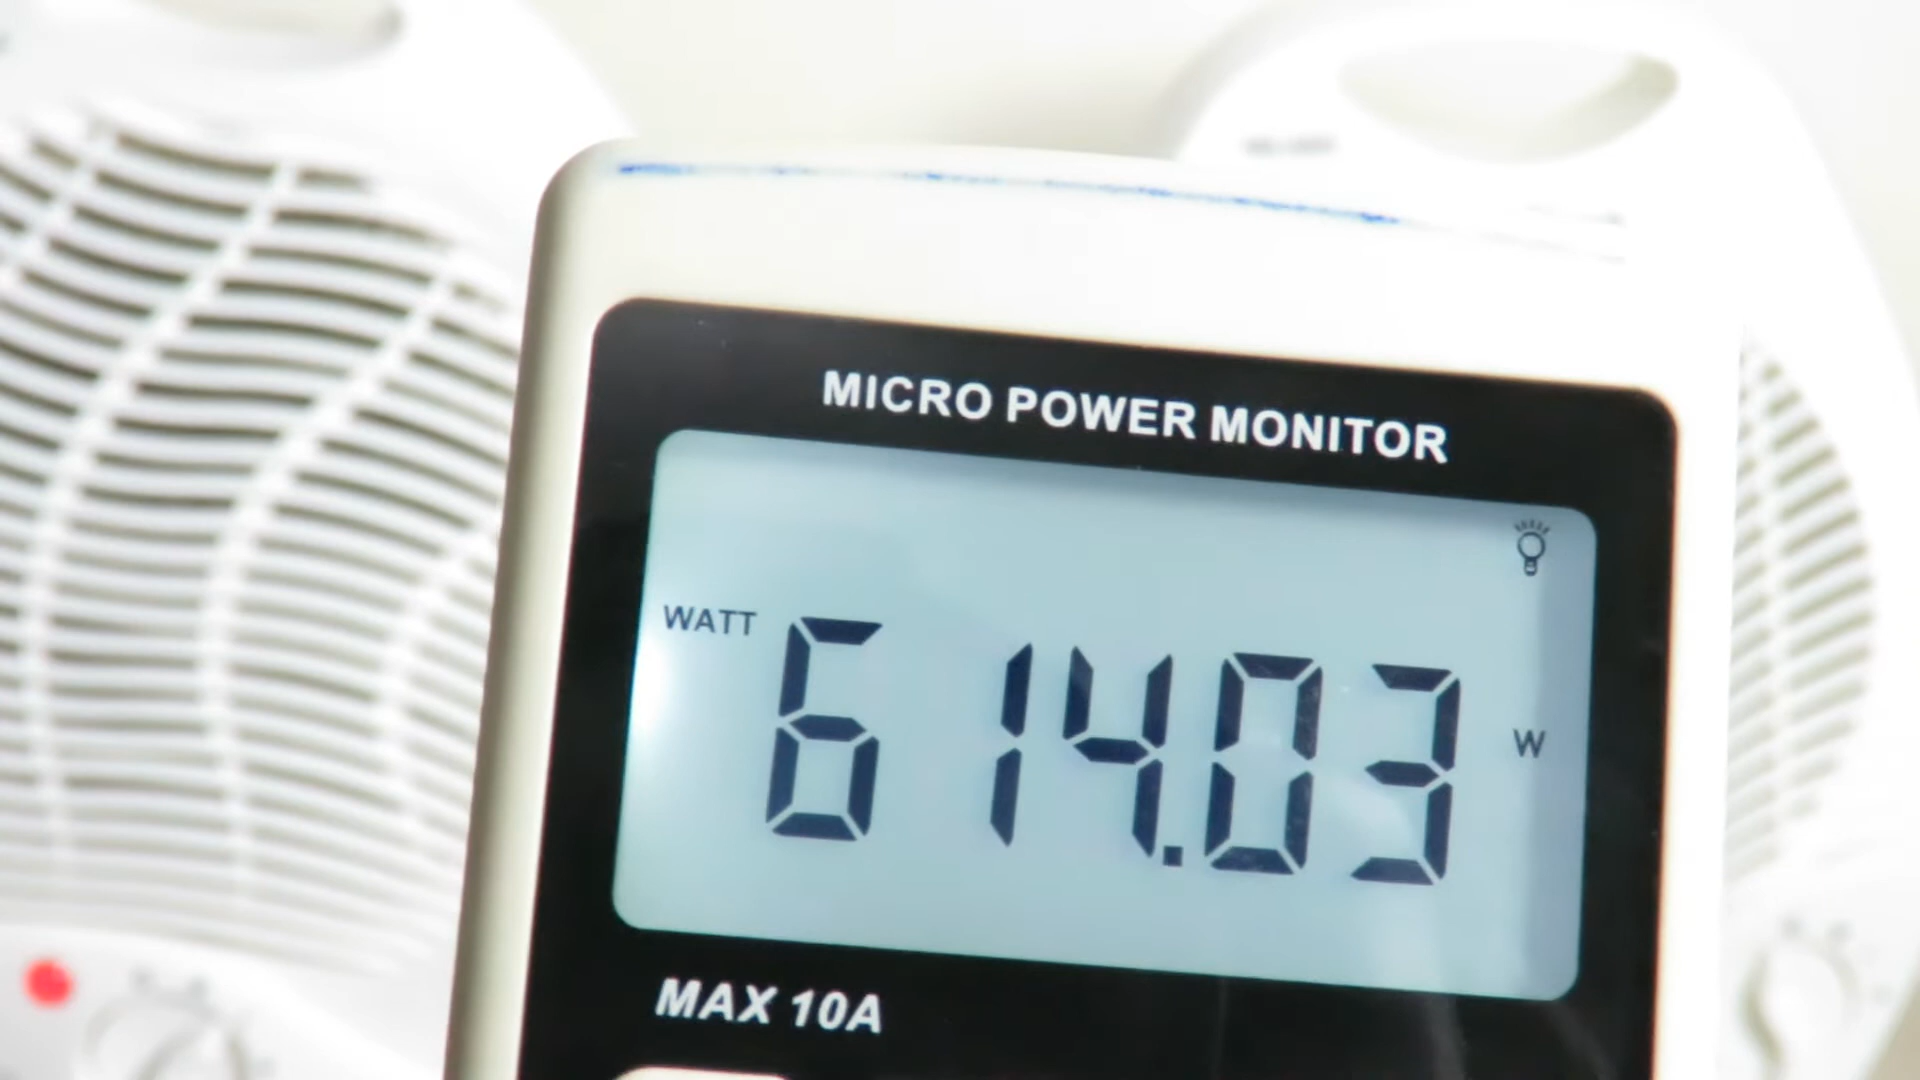 MICRO POWER MONITOR
WATT
614.03 W
MAX 10A